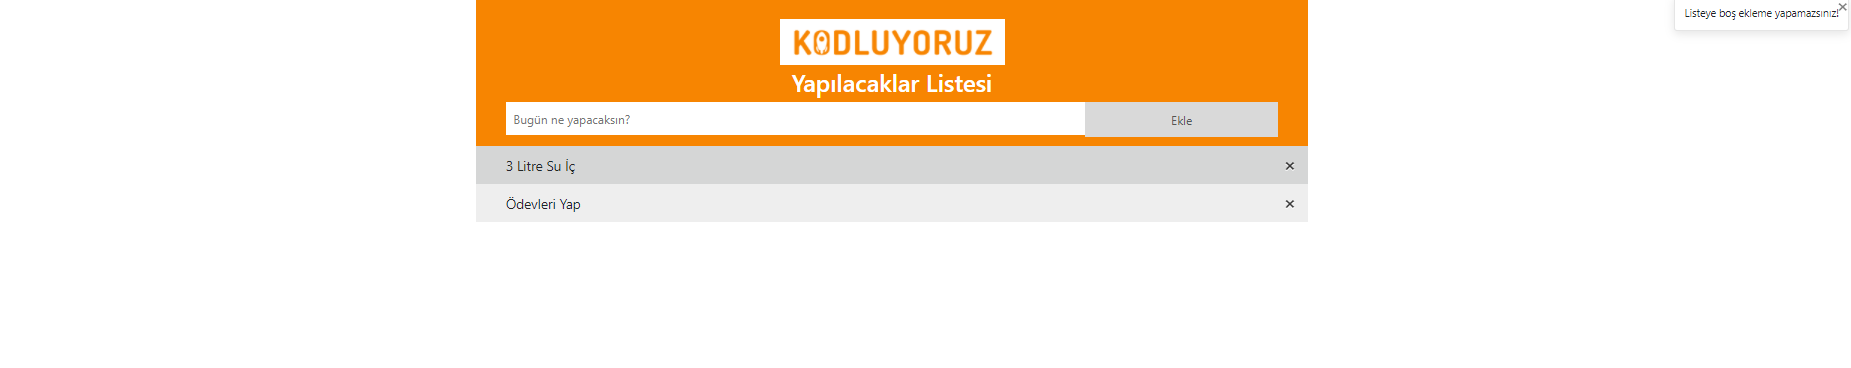 KODLUYORUZ
Yapılacaklar Listesi
Bugün ne yapacaksın?
Ekle
3 Litre Su İç
×
Ödevleri Yap
×
Listeye boş ekleme yapamazsınız!
×